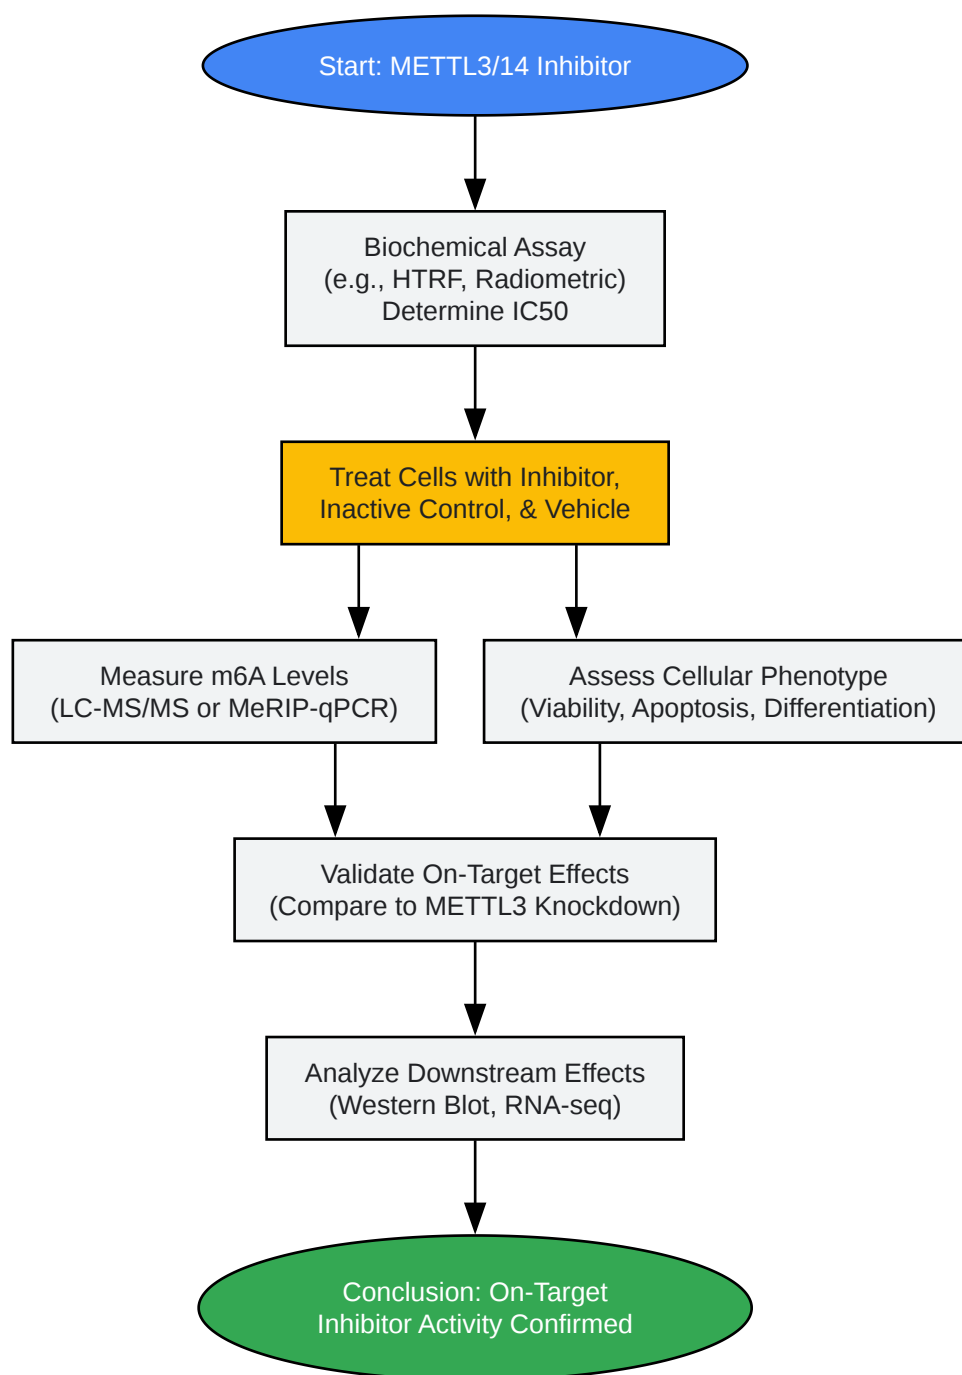 Start: METTL3/14 Inhibitor
Biochemical Assay
(e.g., HTRF, Radiometric)
Determine IC50
Treat Cells with Inhibitor,
Inactive Control, & Vehicle
Measure m6A Levels
(LC-MS/MS or MeRIP-qPCR)
Assess Cellular Phenotype
(Viability, Apoptosis, Differentiation)
Validate On-Target Effects
(Compare to METTL3 Knockdown)
Analyze Downstream Effects
(Western Blot, RNA-seq)
Conclusion: On-Target
Inhibitor Activity Confirmed